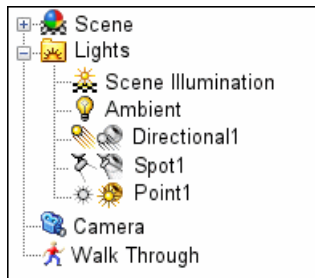 Scene
Lights
Scene Illumination
Ambient
Directional1
Spot1
Point1
Camera
Walk Through